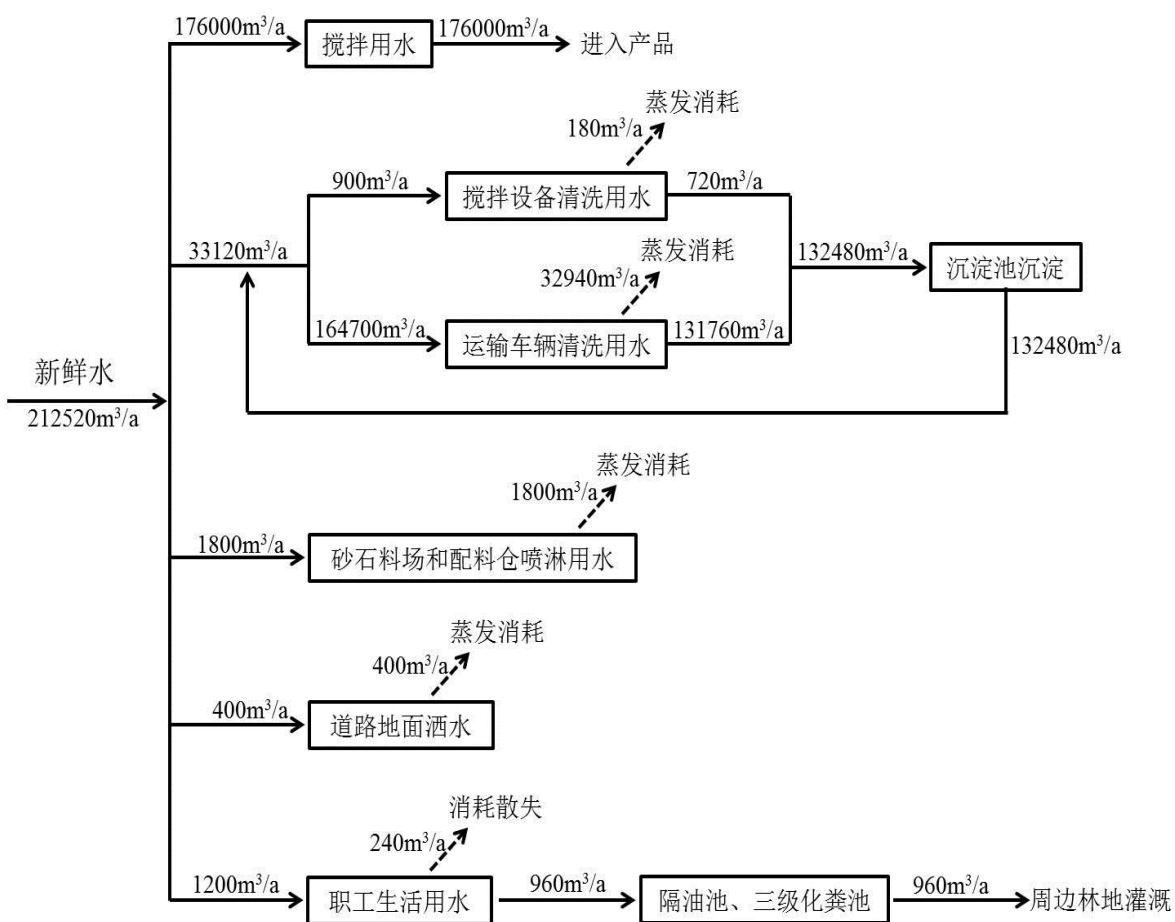 176000m³/a
搅拌用水
176000m³/a
进入产品
蒸发消耗
180m³/a
900m³/a
搅拌设备清洗用水
720m³/a
33120m³/a
蒸发消耗
32940m³/a
132480m³/a
沉淀池沉淀
164700m³/a
运输车辆清洗用水
131760m³/a
132480m³/a
新鲜水
212520m³/a
蒸发消耗
1800m³/a
1800m³/a
砂石料场和配料仓喷淋用水
蒸发消耗
400m³/a
400m³/a
道路地面洒水
消耗散失
240m³/a
1200m³/a
职工生活用水
960m³/a
隔油池、三级化粪池
960m³/a
周边林地灌溉